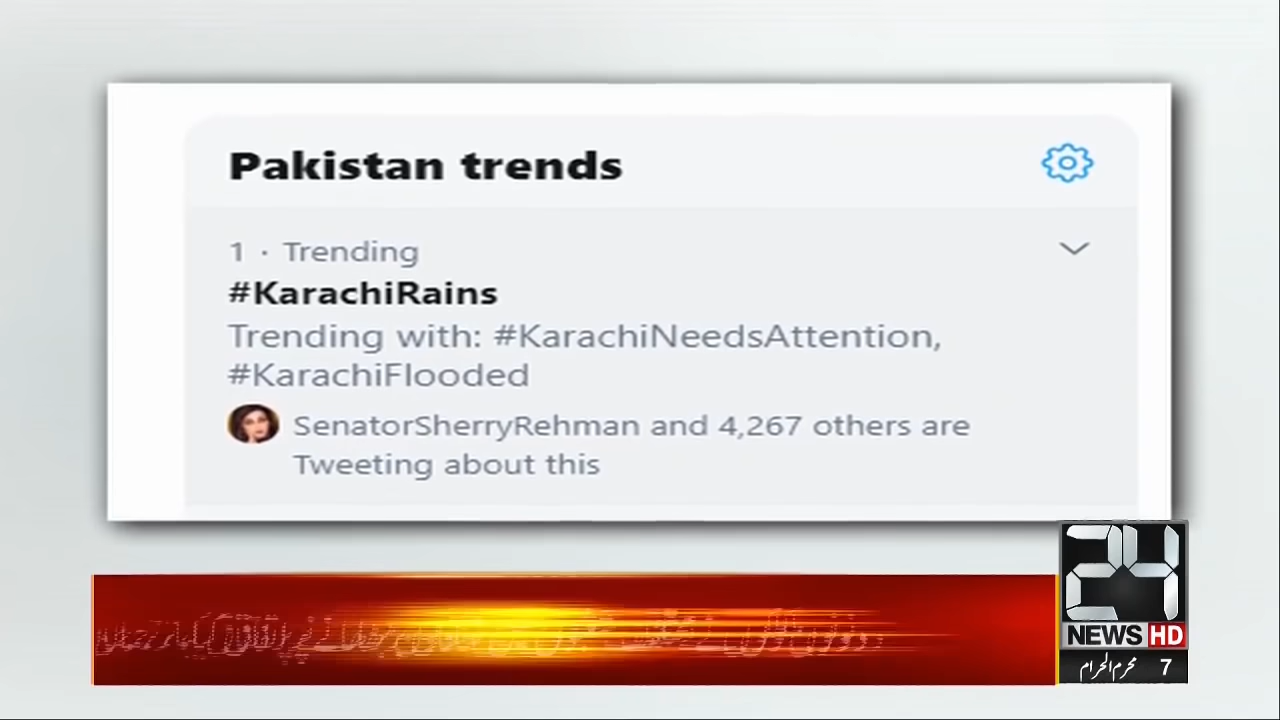 Pakistan trends
1 · Trending
#KarachiRains
Trending with: #KarachiNeedsAttention,
#KarachiFlooded
SenatorSherryRehman and 4,267 others are
Tweeting about this
24
NEWS HD
7 محرم الحرام